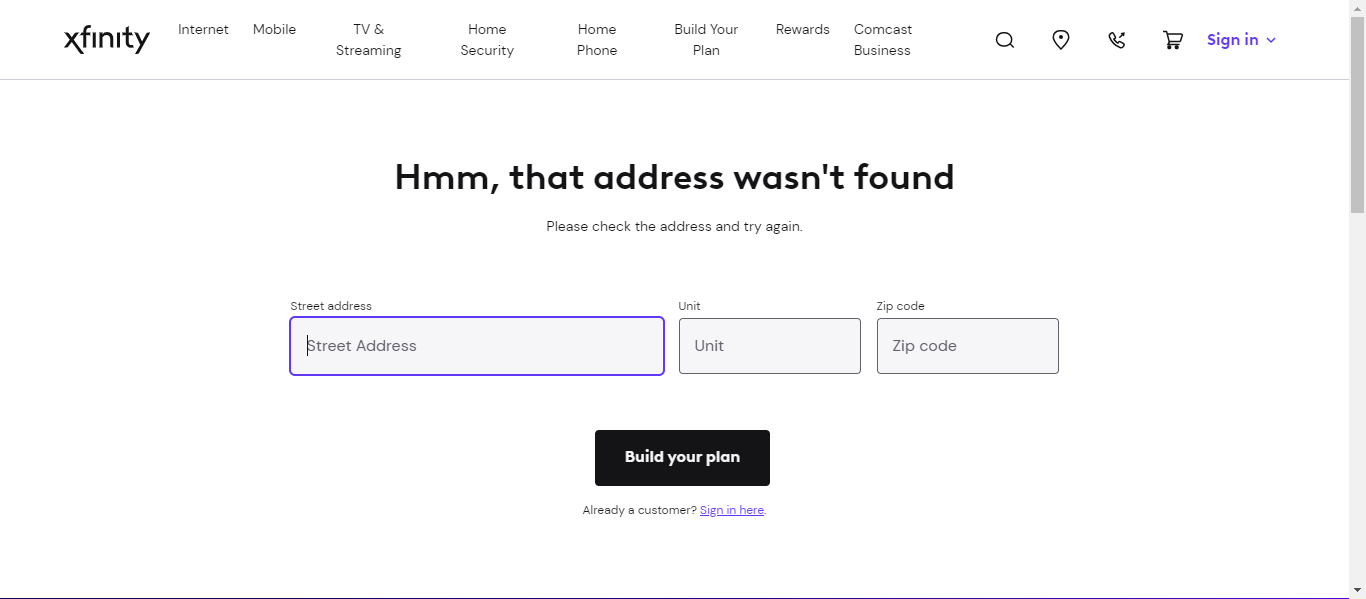 xfinity
Internet
Mobile
TV &
Streaming
Home
Security
Home
Phone
Build Your
Plan
Rewards
Comcast
Business
Sign in
Hmm, that address wasn't found
Please check the address and try again.
Street address
Unit
Zip code
Street Address
Unit
Zip code
Build your plan
Already a customer? Sign in here.